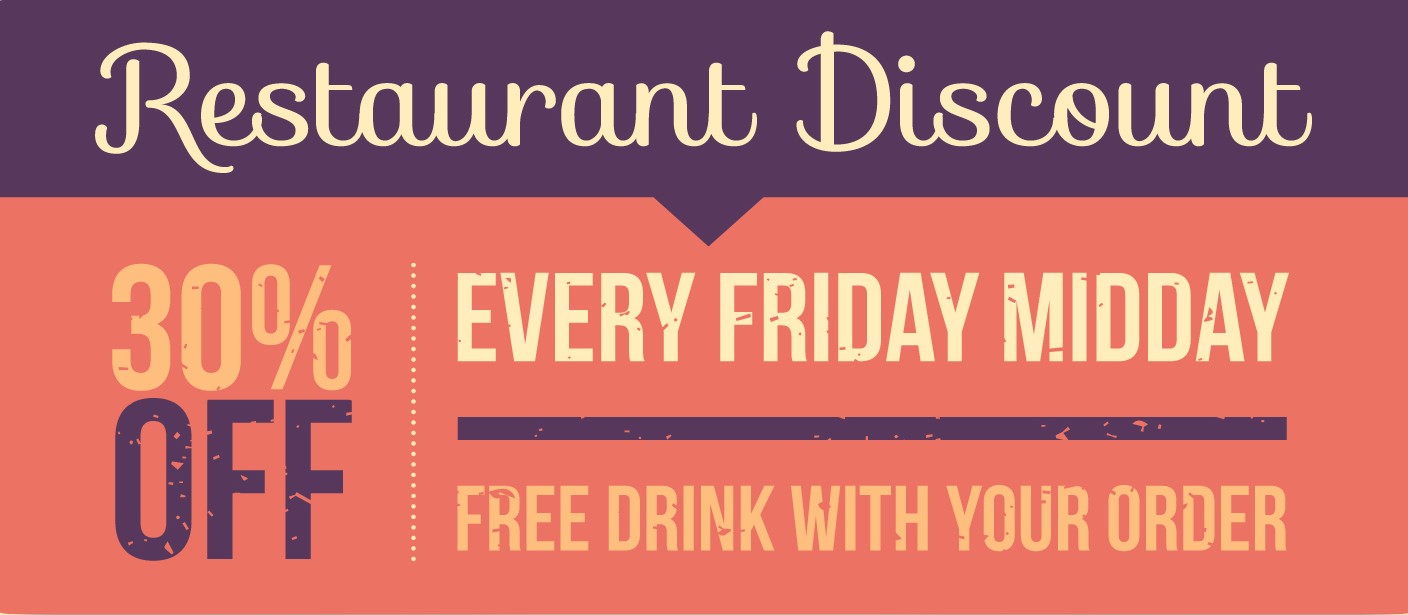 Restaurant Discount
30%
OFF
EVERY FRIDAY MIDDAY
FREE DRINK WITH YOUR ORDER